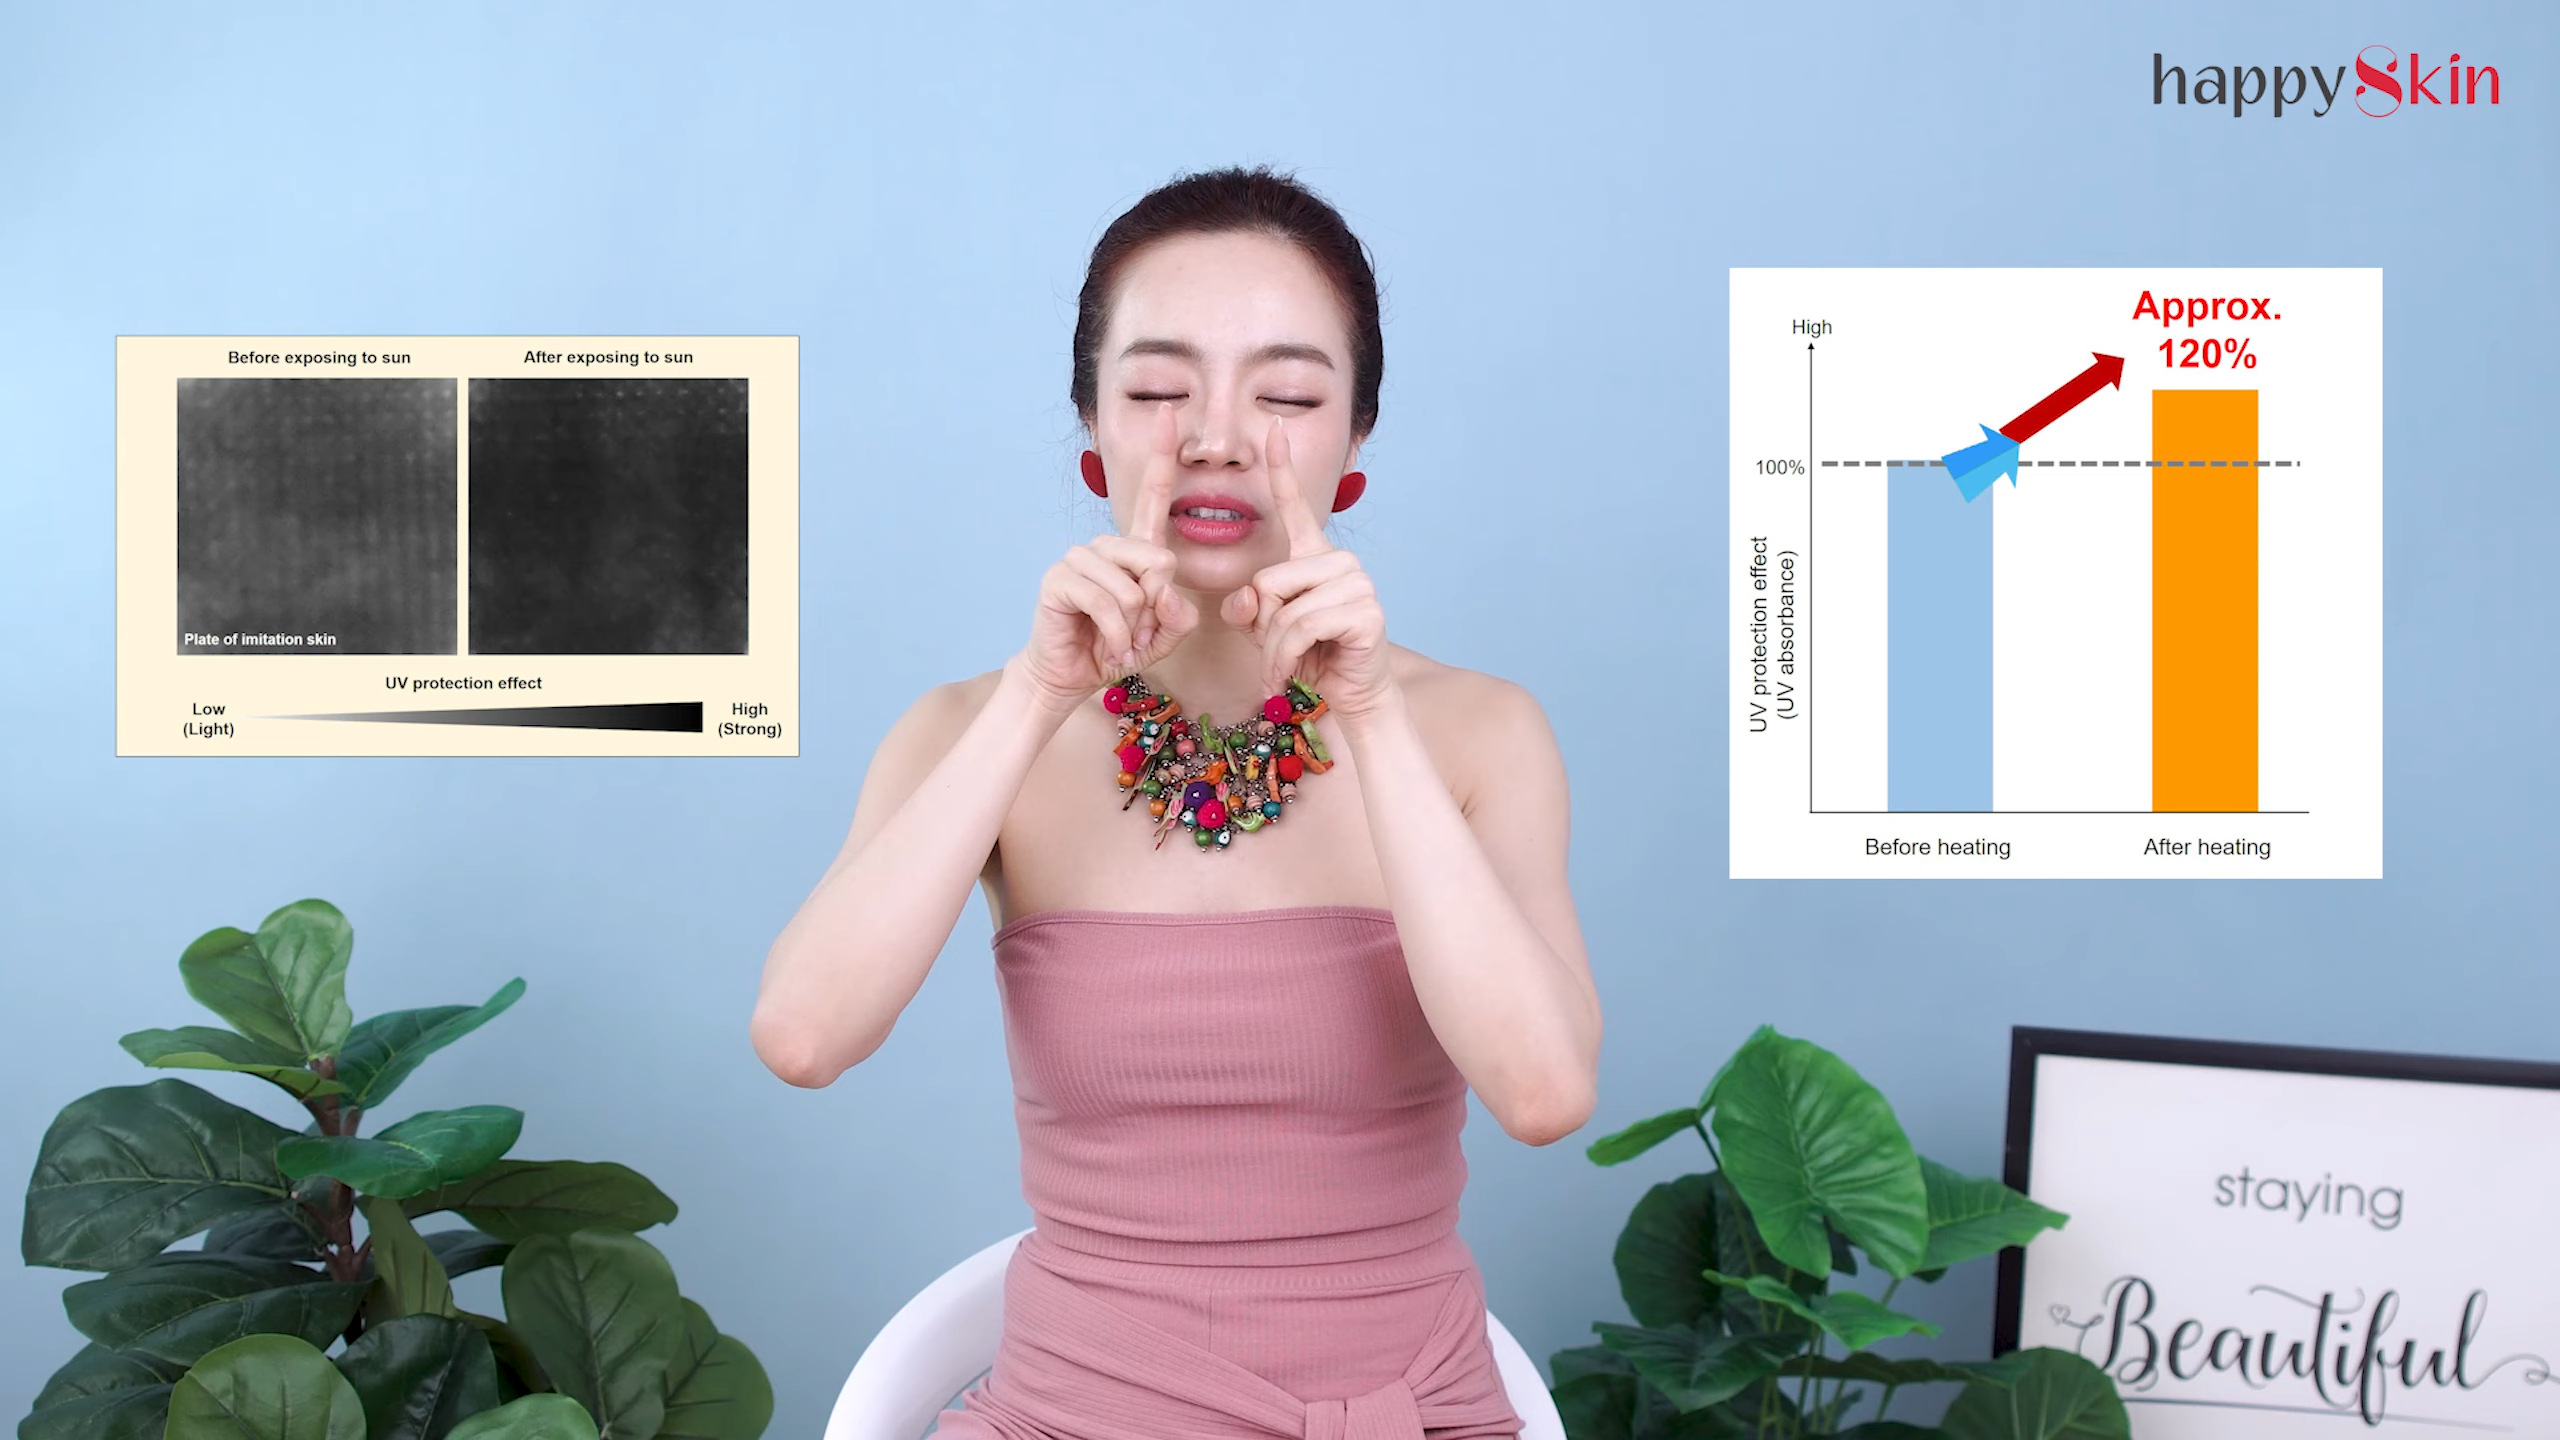 happySkin
Before exposing to sun
After exposing to sun
Plate of imitation skin
UV protection effect
Low
(Light)
High
(Strong)
Approx.
120%
High
100%
UV protection effect
(UV absorbance)
Before heating
After heating
staying
Beautiful